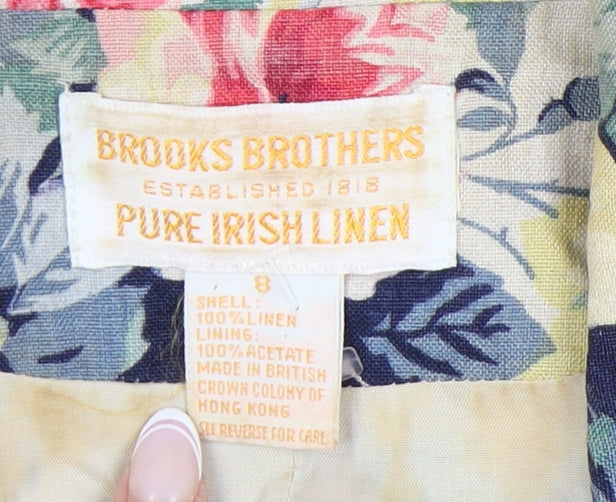 BROOKS BROTHERS
ESTABLISHED 1818
PURE IRISH LINEN
8
SHELL:
100% LINEN
LINING:
100% ACETATE
MADE IN BRITISH
CROWN COLONY OF
HONG KONG
SEE REVERSE FOR CARE